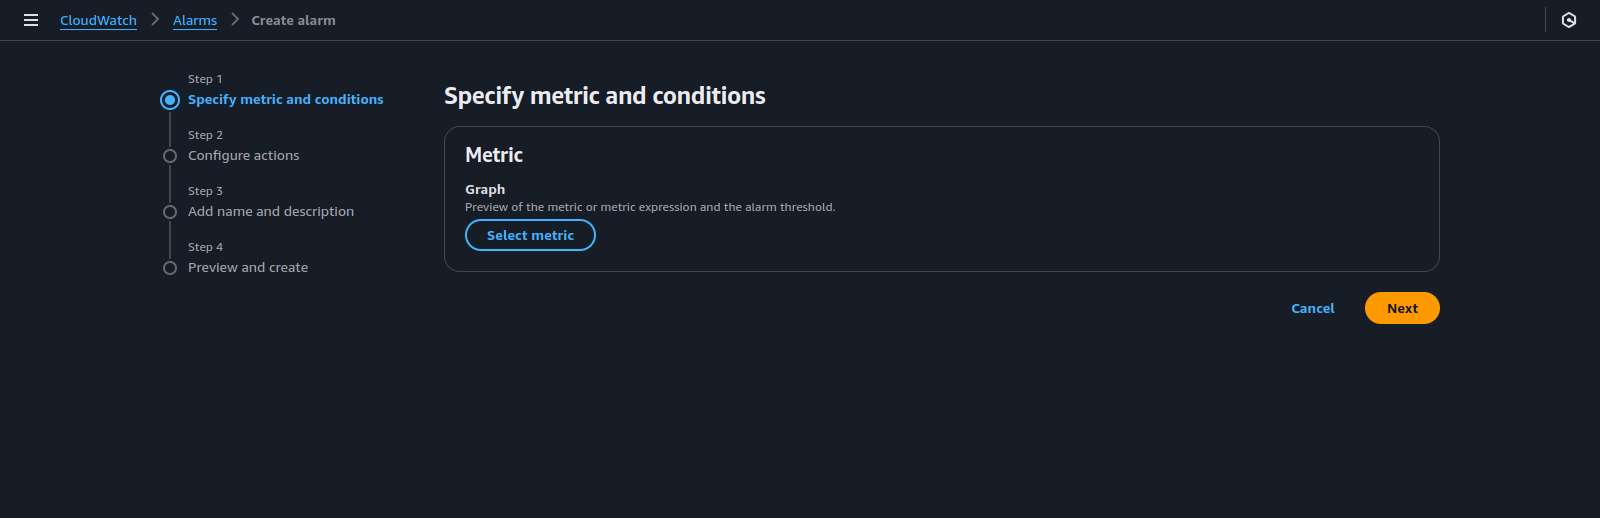 CloudWatch
Alarms
Create alarm
Step 1
Specify metric and conditions
Step 2
Configure actions
Step 3
Add name and description
Step 4
Preview and create
Specify metric and conditions
Metric
Graph
Preview of the metric or metric expression and the alarm threshold.
Select metric
Cancel
Next